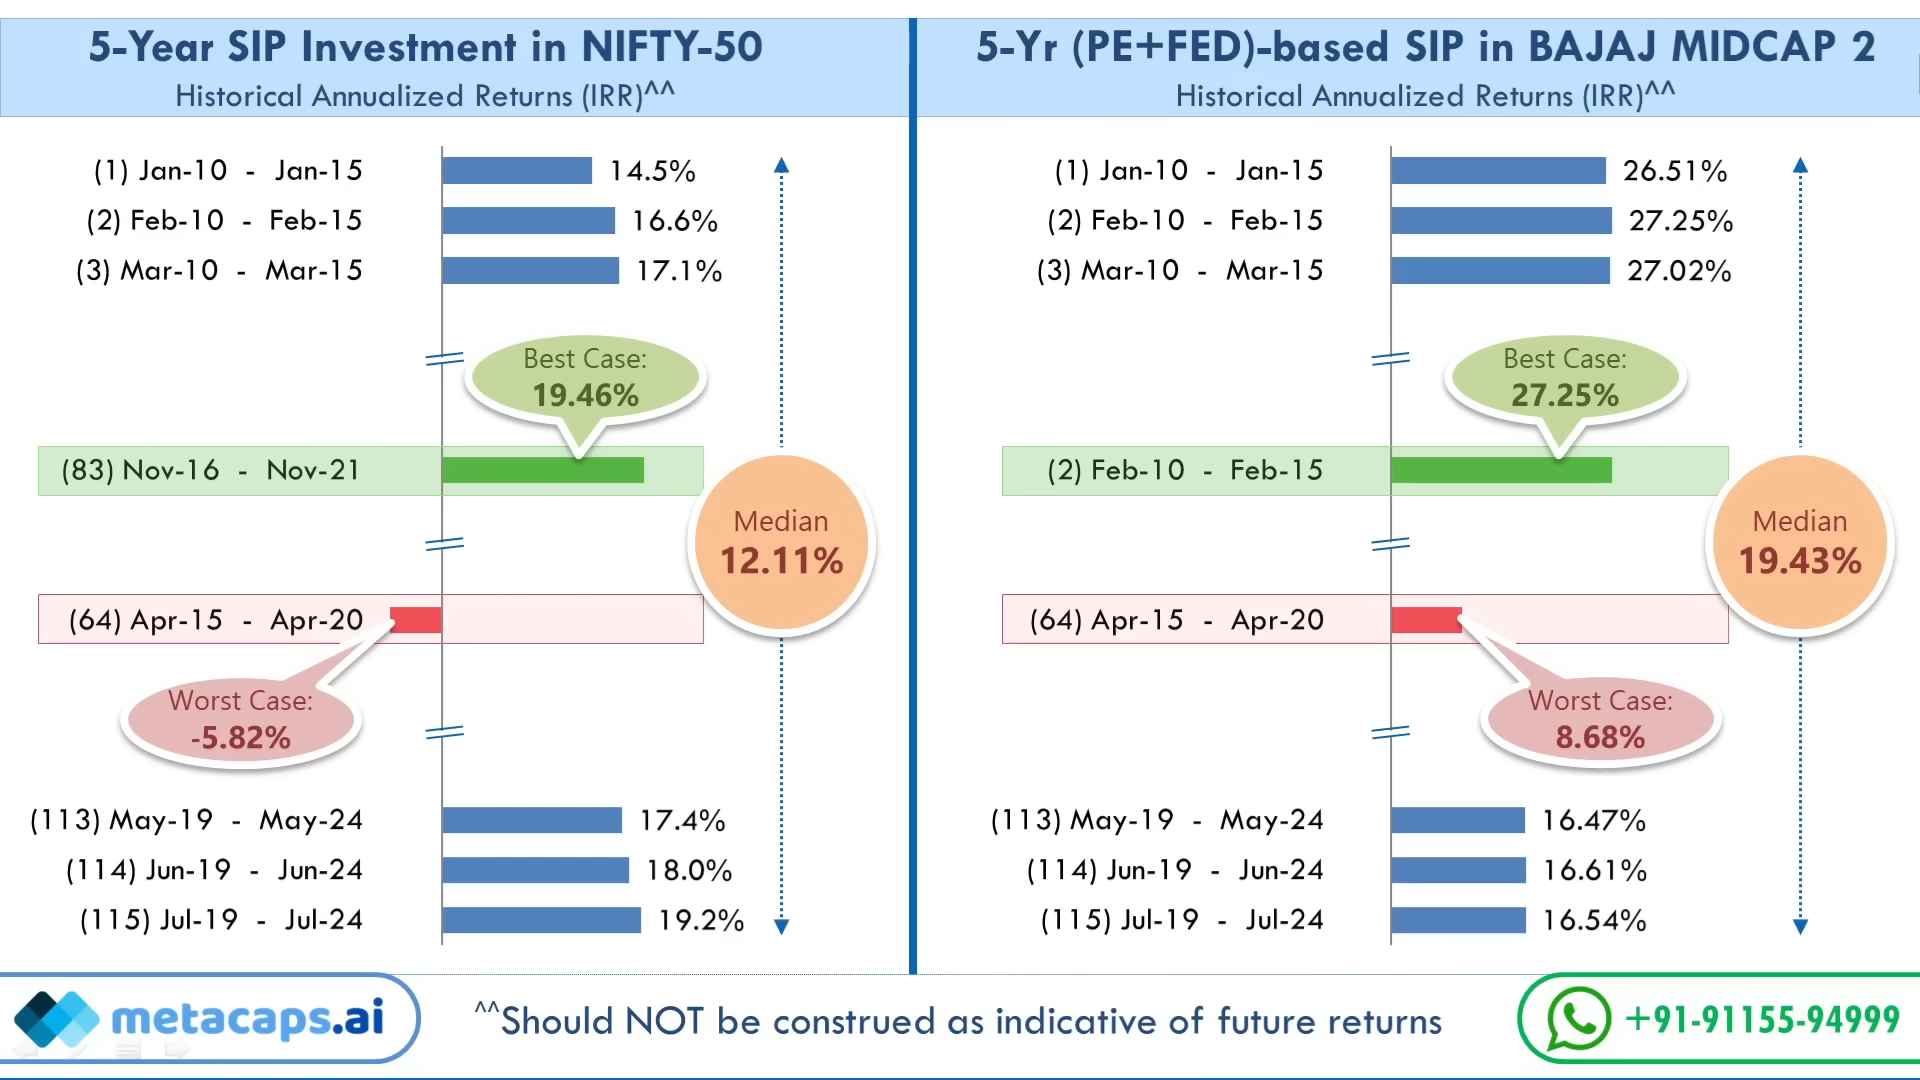 5-Year SIP Investment in NIFTY-50
Historical Annualized Returns (IRR)^^
(1) Jan-10 - Jan-15 14.5%
(2) Feb-10 - Feb-15 16.6%
(3) Mar-10 - Mar-15 17.1%
Best Case:
19.46%
(83) Nov-16 - Nov-21
Median
12.11%
(64) Apr-15 - Apr-20
Worst Case:
-5.82%
(113) May-19 - May-24 17.4%
(114) Jun-19 - Jun-24 18.0%
(115) Jul-19 - Jul-24 19.2%
5-Yr (PE+FED)-based SIP in BAJAJ MIDCAP 2
Historical Annualized Returns (IRR)^^
(1) Jan-10 - Jan-15 26.51%
(2) Feb-10 - Feb-15 27.25%
(3) Mar-10 - Mar-15 27.02%
Best Case:
27.25%
(2) Feb-10 - Feb-15
Median
19.43%
(64) Apr-15 - Apr-20
Worst Case:
8.68%
(113) May-19 - May-24 16.47%
(114) Jun-19 - Jun-24 16.61%
(115) Jul-19 - Jul-24 16.54%
metacaps.ai
^^Should NOT be construed as indicative of future returns
+91-91155-94999